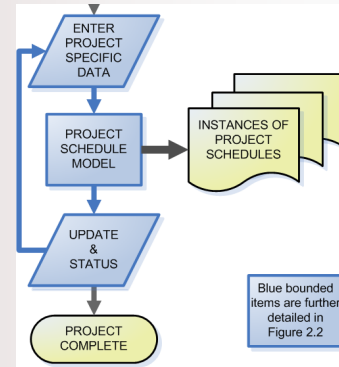 ENTER
PROJECT
SPECIFIC
DATA
PROJECT
SCHEDULE
MODEL
INSTANCES OF
PROJECT
SCHEDULES
UPDATE
&
STATUS
Blue bounded
items are further
detailed in
Figure 2.2
PROJECT
COMPLETE